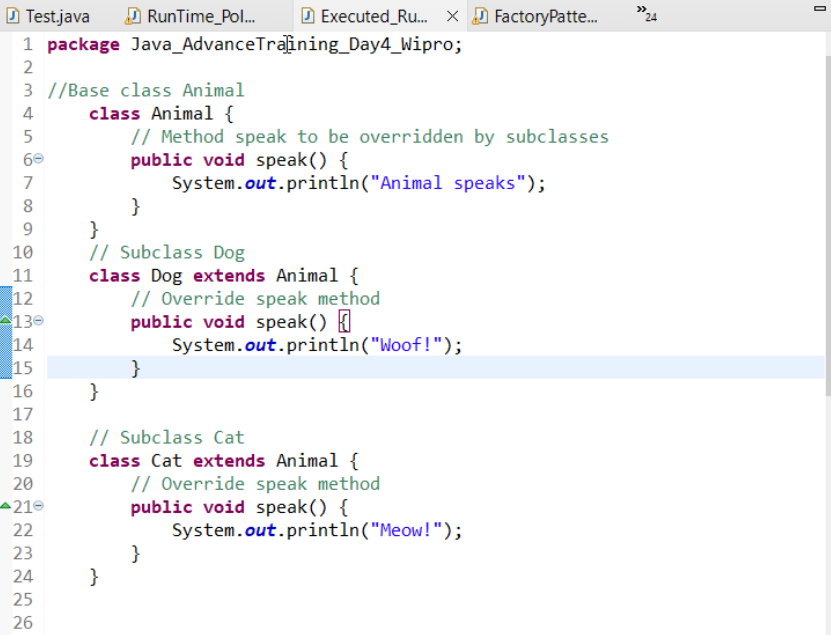 Test.java RunTime_Pol... Executed_Ru... FactoryPatte... »24
1 package Java_AdvanceTraining_Day4_Wipro;
2
3 //Base class Animal
4 class Animal {
5 // Method speak to be overridden by subclasses
6 public void speak() {
7 System.out.println("Animal speaks");
8 }
9 }
10 // Subclass Dog
11 class Dog extends Animal {
12 // Override speak method
13 public void speak() {
14 System.out.println("Woof!");
15 }
16 }
17
18 // Subclass Cat
19 class Cat extends Animal {
20 // Override speak method
21 public void speak() {
22 System.out.println("Meow!");
23 }
24 }
25
26